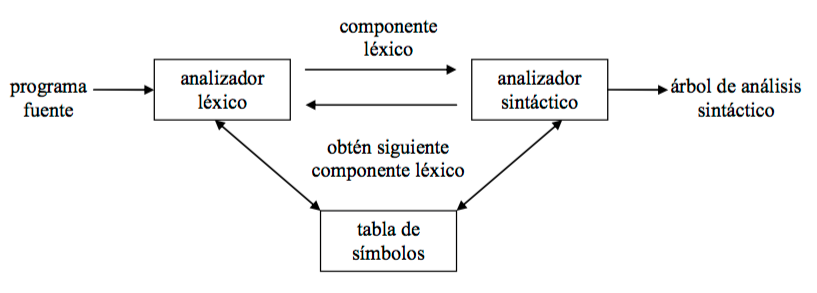 componente
léxico
programa
fuente
analizador
léxico
analizador
sintáctico
árbol de análisis
sintáctico
obtén siguiente
componente léxico
tabla de
símbolos